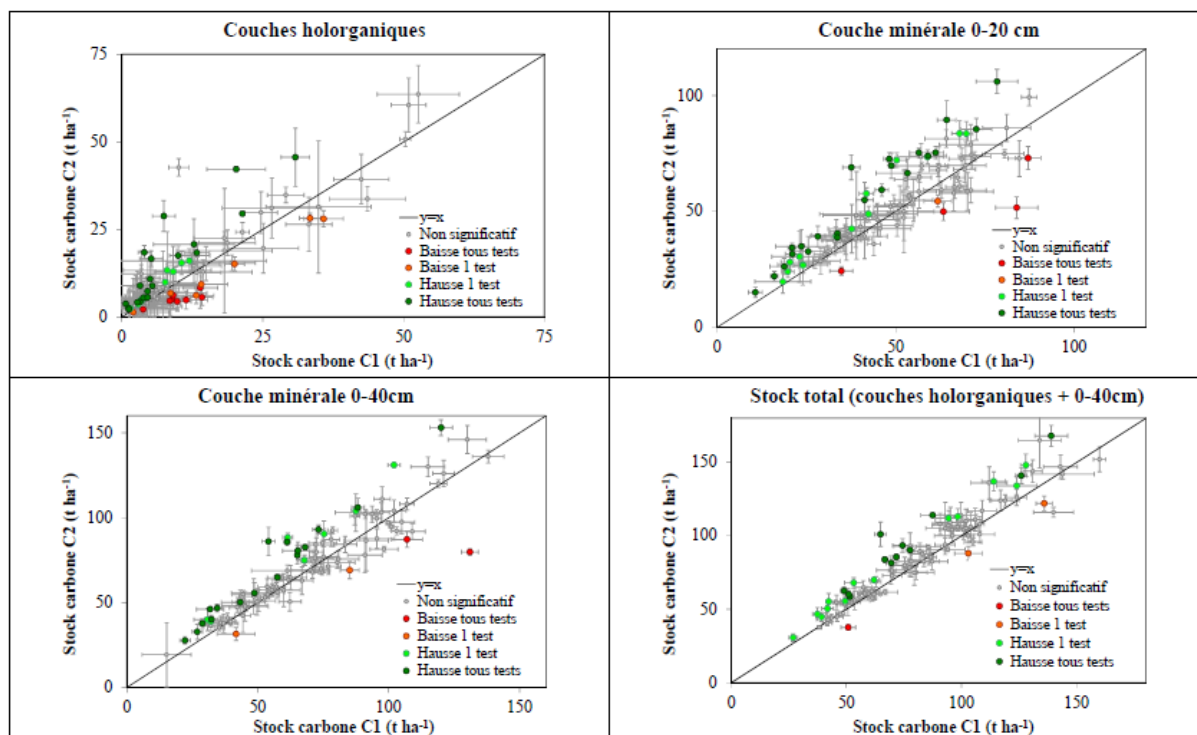 Couches holorganiques
75
50
25
0
0
25
50
75
Stock carbone C2 (t ha-1)
Stock carbone C1 (t ha-1)
y=x
Non significatif
Baisse tous tests
Baisse 1 test
Hausse 1 test
Hausse tous tests
Couche minérale 0-20 cm
100
50
0
0
50
100
Stock carbone C2 (t ha-1)
Stock carbone C1 (t ha-1)
y=x
Non significatif
Baisse tous tests
Baisse 1 test
Hausse 1 test
Hausse tous tests
Couche minérale 0-40cm
150
100
50
0
0
50
100
150
Stock carbone C2 (t ha-1)
Stock carbone C1 (t ha-1)
y=x
Non significatif
Baisse tous tests
Baisse 1 test
Hausse 1 test
Hausse tous tests
Stock total (couches holorganiques + 0-40cm)
150
100
50
0
0
50
100
150
Stock carbone C2 (t ha-1)
Stock carbone C1 (t ha-1)
y=x
Non significatif
Baisse tous tests
Baisse 1 test
Hausse 1 test
Hausse tous tests